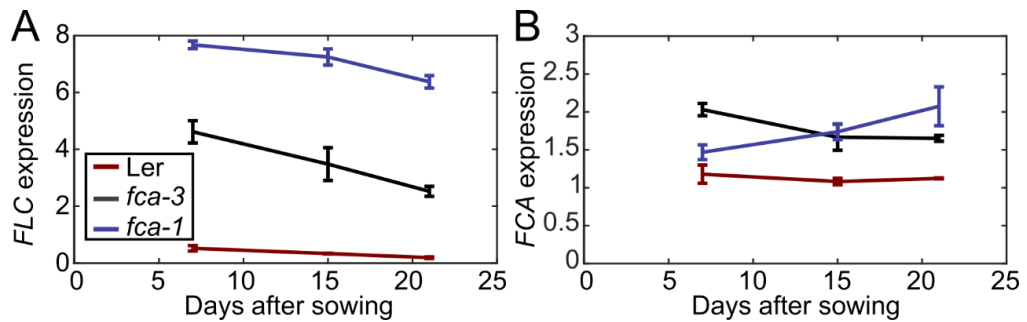 A
FLC expression
8
6
4
2
0
Ler
fca-3
fca-1
0 5 10 15 20 25
Days after sowing
B
FCA expression
3
2.5
2
1.5
1
0.5
0
0 5 10 15 20 25
Days after sowing